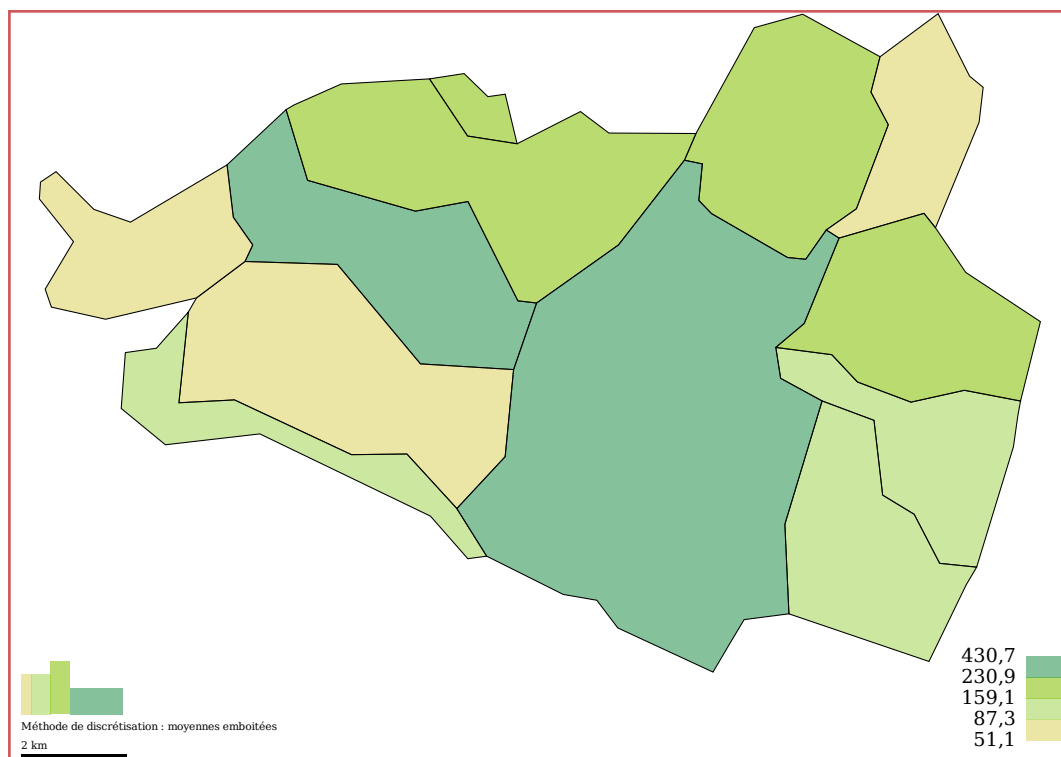 430,7
230,9
159,1
87,3
51,1
Méthode de discrétisation : moyennes emboitées
2 km